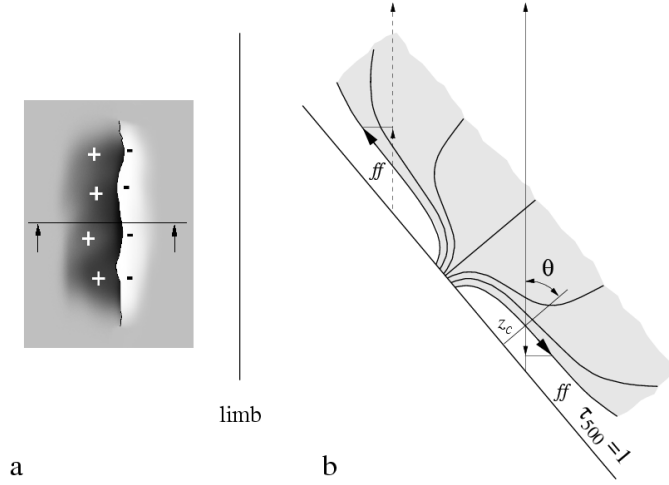 + -
+ -
+ -
+ -
limb
a
ff
θ
z_c
ff
τ_500 = 1
b